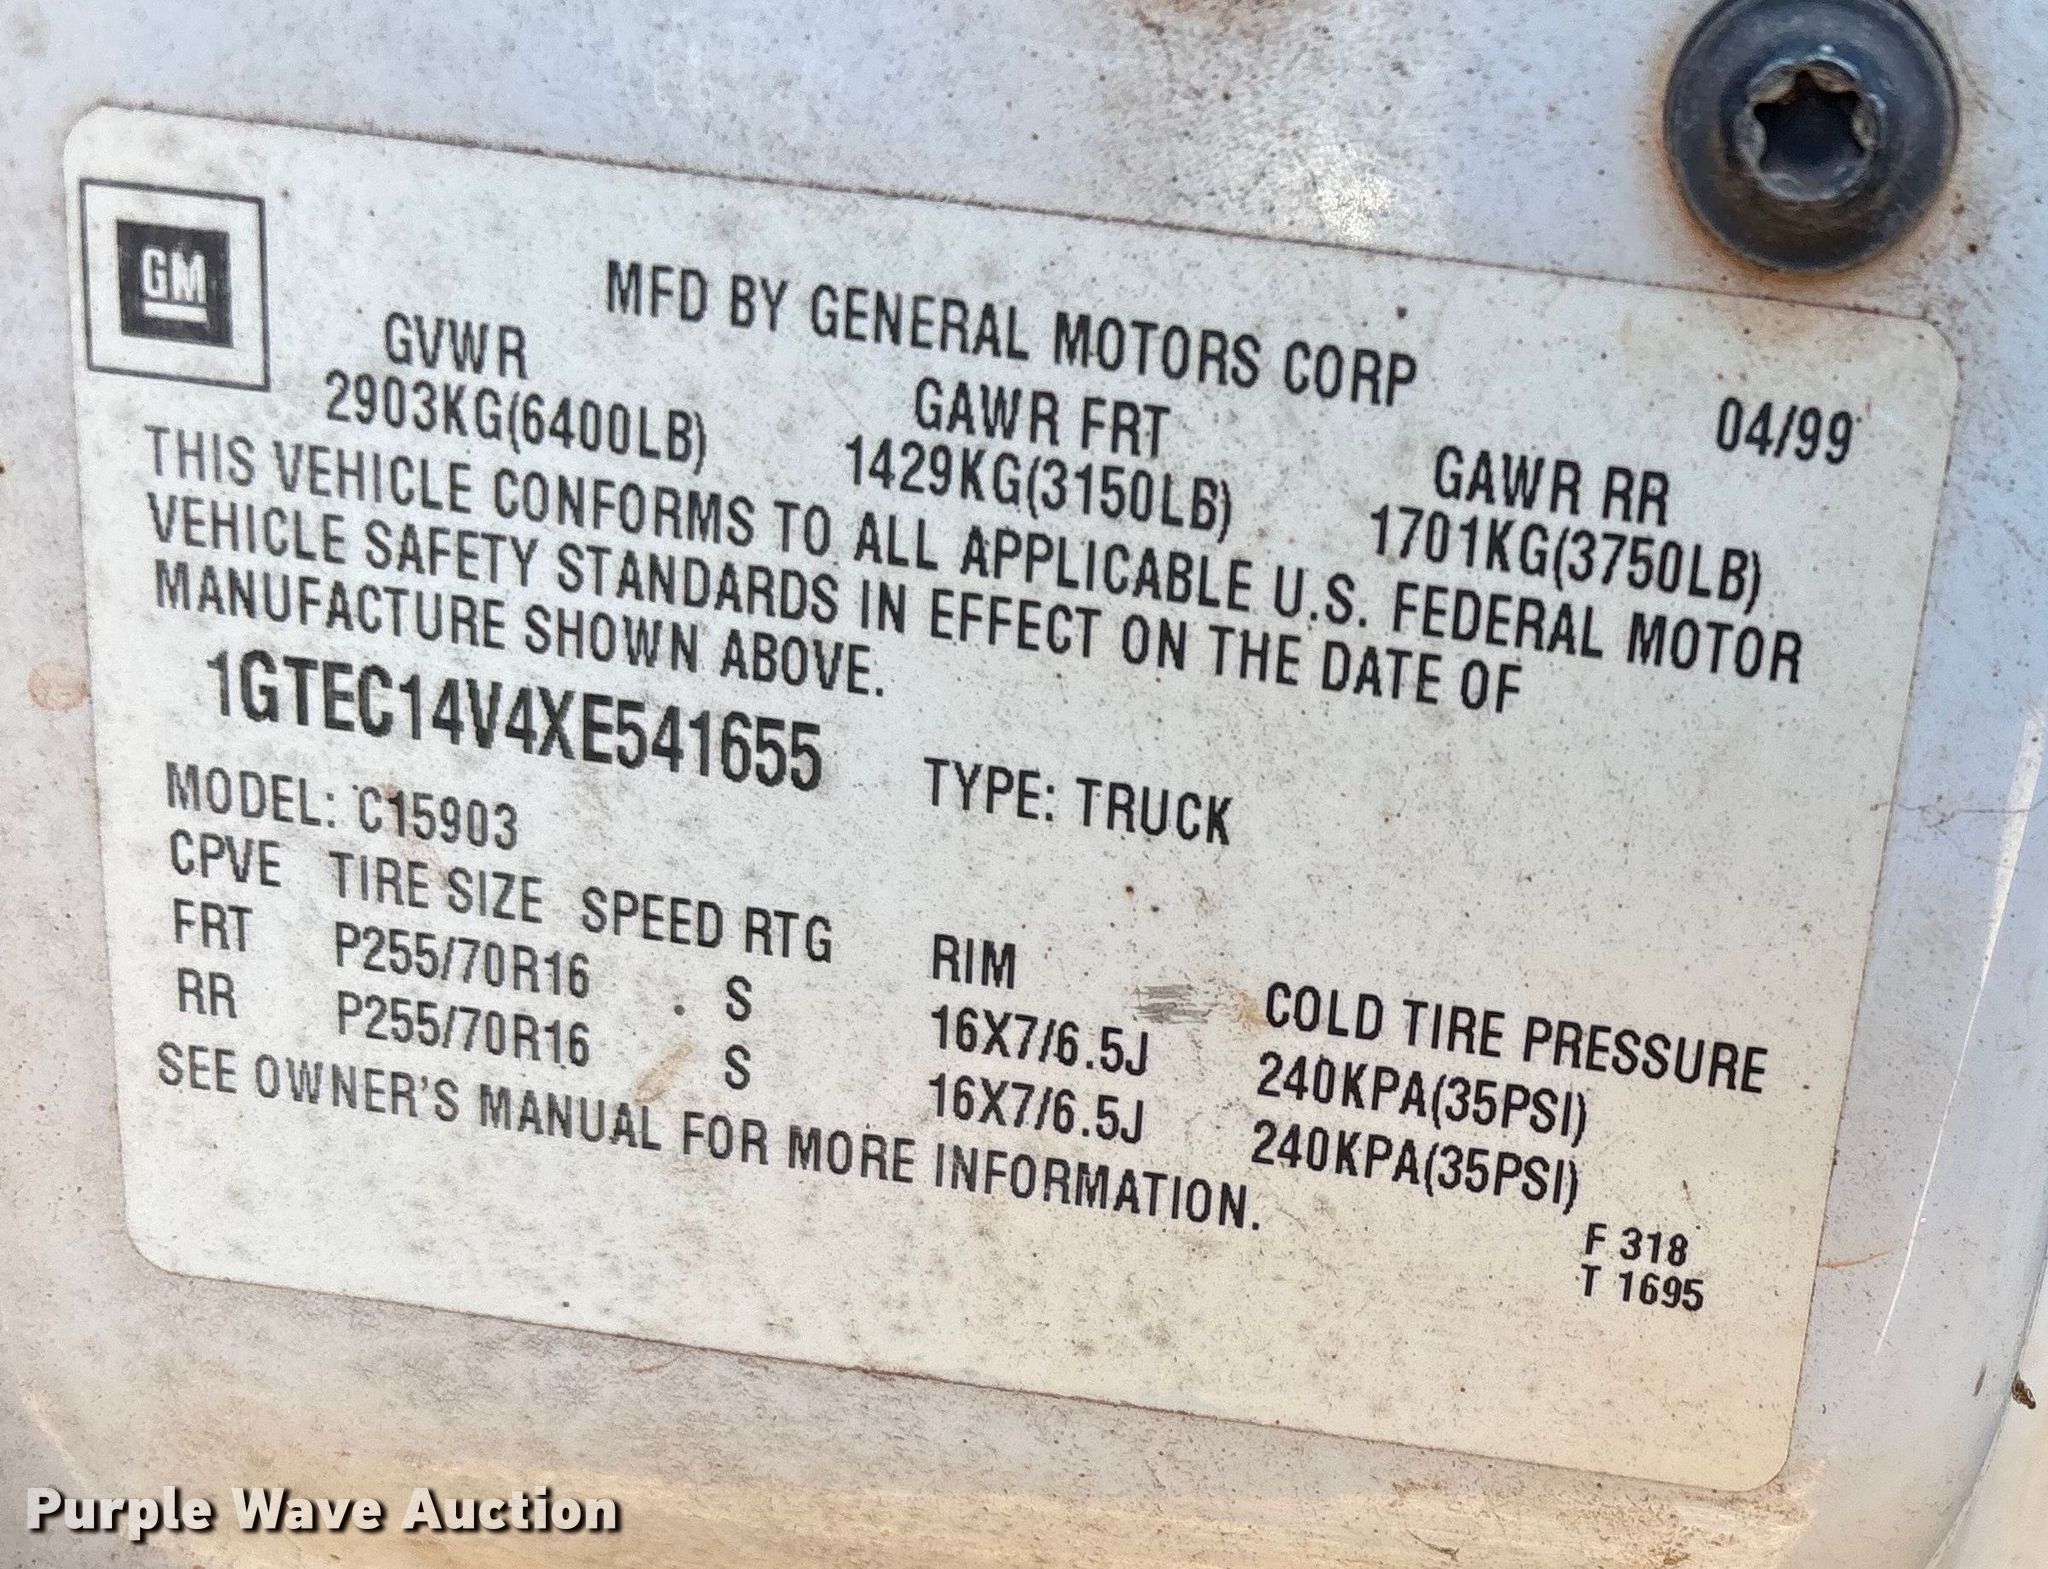 GM
MFD BY GENERAL MOTORS CORP
04/99
GVWR GAWR FRT GAWR RR
2903KG(6400LB) 1429KG(3150LB) 1701KG(3750LB)
THIS VEHICLE CONFORMS TO ALL APPLICABLE U.S. FEDERAL MOTOR
VEHICLE SAFETY STANDARDS IN EFFECT ON THE DATE OF
MANUFACTURE SHOWN ABOVE.
1GTEC14V4XE541655 TYPE: TRUCK
MODEL: C15903
CPVE TIRE SIZE SPEED RTG RIM COLD TIRE PRESSURE
FRT P255/70R16 S 16X7/6.5J 240KPA(35PSI)
RR P255/70R16 S 16X7/6.5J 240KPA(35PSI)
SEE OWNER'S MANUAL FOR MORE INFORMATION.
F 318
T 1695
Purple Wave Auction